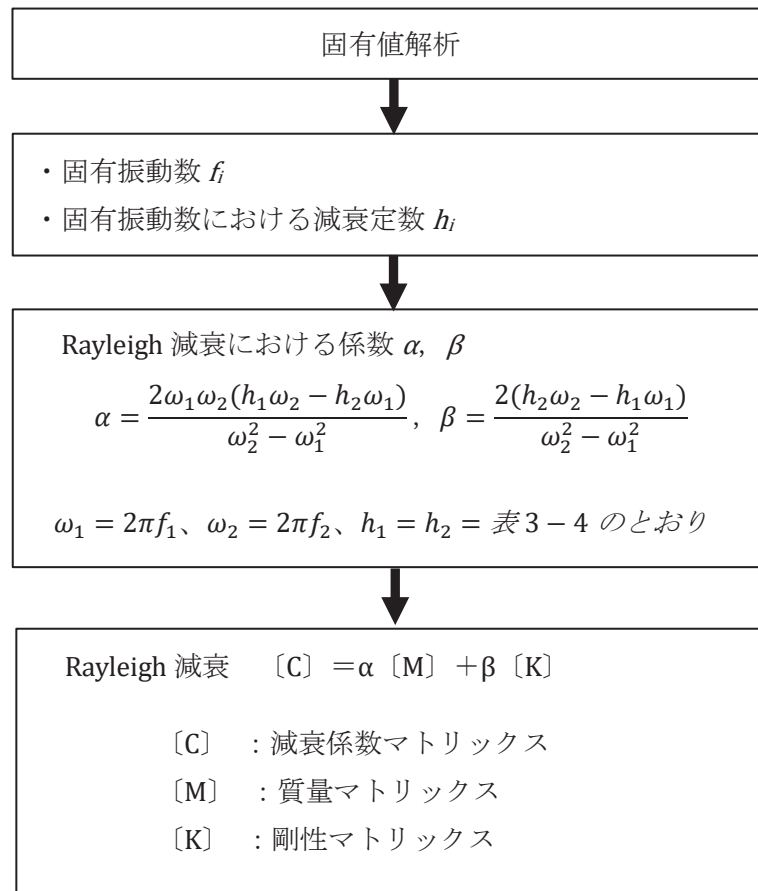 固有値解析
・固有振動数 fi
・固有振動数における減衰定数 hi
Rayleigh 減衰における係数 α, β
α = 2ω₁ω₂(h₁ω₂ − h₂ω₁) / (ω₂² − ω₁²), β = 2(h₂ω₂ − h₁ω₁) / (ω₂² − ω₁²)
ω₁ = 2πf₁、ω₂ = 2πf₂、h₁ = h₂ = 表 3 − 4 のとおり
Rayleigh 減衰 〔C〕=α〔M〕+β〔K〕
〔C〕 :減衰係数マトリックス
〔M〕 :質量マトリックス
〔K〕 :剛性マトリックス